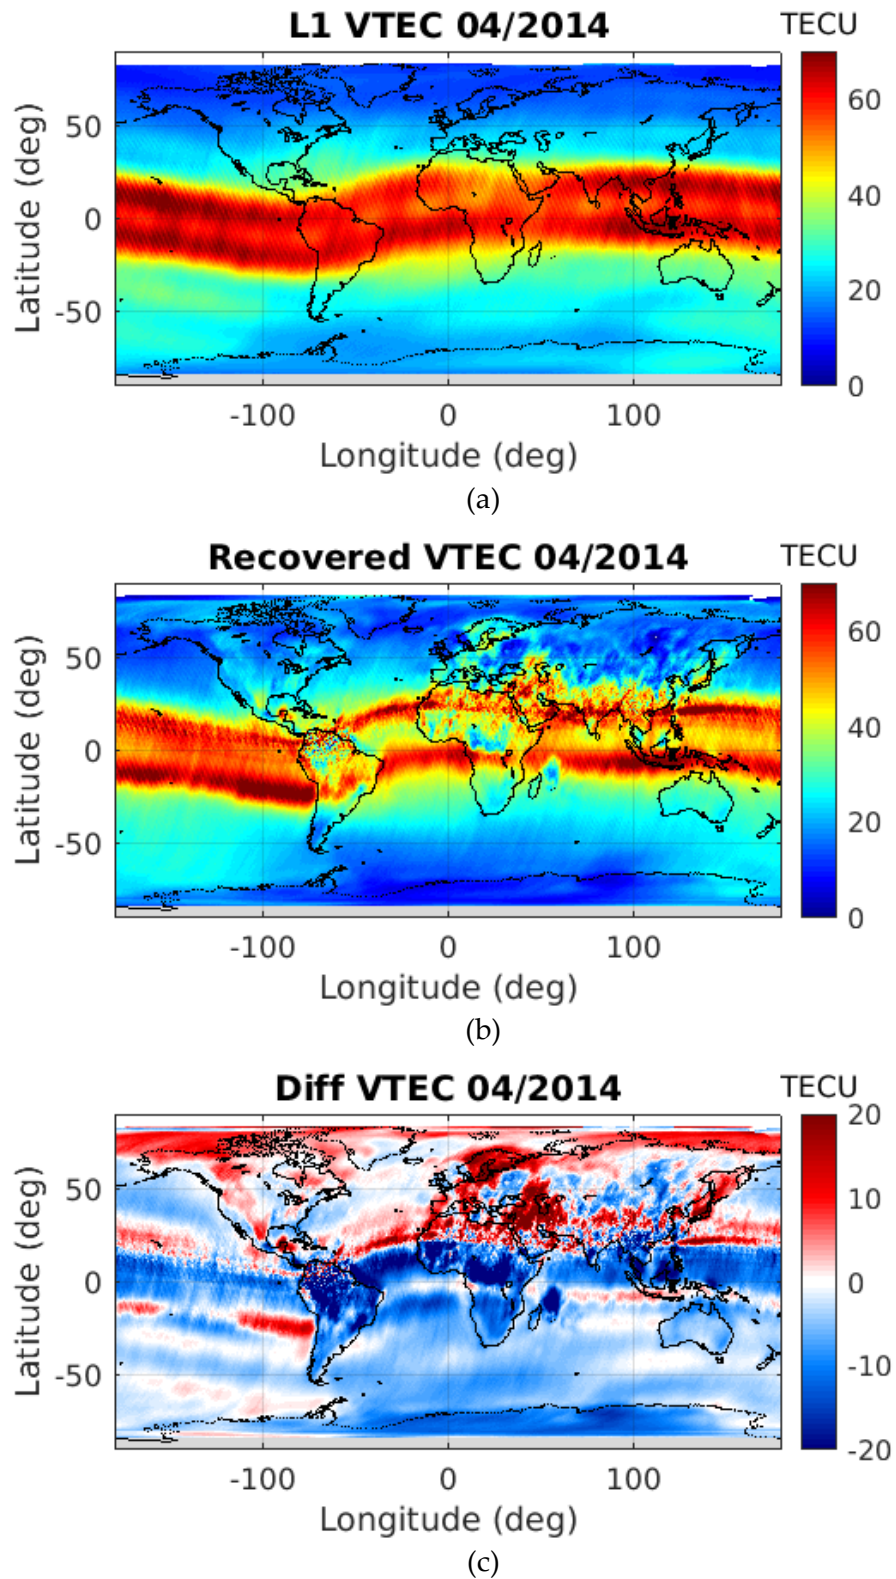 L1 VTEC 04/2014 TECU
60
40
20
0
50
0
-50
Latitude (deg)
-100 0 100
Longitude (deg)
(a)
Recovered VTEC 04/2014 TECU
60
40
20
0
50
0
-50
Latitude (deg)
-100 0 100
Longitude (deg)
(b)
Diff VTEC 04/2014 TECU
20
10
0
-10
-20
50
0
-50
Latitude (deg)
-100 0 100
Longitude (deg)
(c)